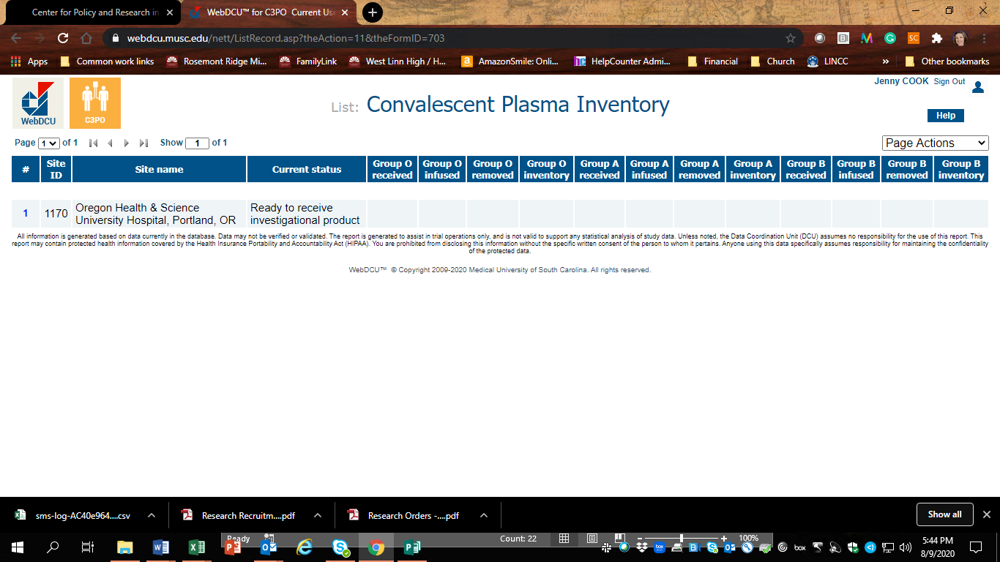 Center for Policy and Research in
WebDCU™ for C3PO Current Use
webdcu.musc.edu/nett/ListRecord.asp?theAction=11&theFormID=703
Apps
Common work links
Rosemont Ridge Mi...
FamilyLink
West Linn High / H...
AmazonSmile: Onli...
HelpCounter Admi...
Financial
Church
LINCC
»
Other bookmarks
WebDCU
C3PO
List: Convalescent Plasma Inventory
Jenny COOK Sign Out
Help
Page 1 of 1 Show 1 of 1
Page Actions
# Site ID Site name Current status Group O received Group O infused Group O removed Group O inventory Group A received Group A infused Group A removed Group A inventory Group B received Group B infused Group B removed Group B inventory
1 1170 Oregon Health & Science University Hospital, Portland, OR Ready to receive investigational product
All information is generated based on data currently in the database. Data may not be verified or validated. The report is generated to assist in trial operations only, and is not valid to support any statistical analysis of study data. Unless noted, the Data Coordination Unit (DCU) assumes no responsibility for the use of this report. This
report may contain protected health information covered by the Health Insurance Portability and Accountability Act (HIPAA). You are prohibited from disclosing this information without the specific written consent of the person to whom it pertains. Anyone using this data specifically assumes responsibility for maintaining the confidentiality
of the protected data.
WebDCU™ © Copyright 2009-2020 Medical University of South Carolina. All rights reserved.
sms-log-AC40e964....csv
Research Recruitm....pdf
Research Orders -....pdf
Show all
Ready
Count: 22
100%
5:44 PM
8/9/2020